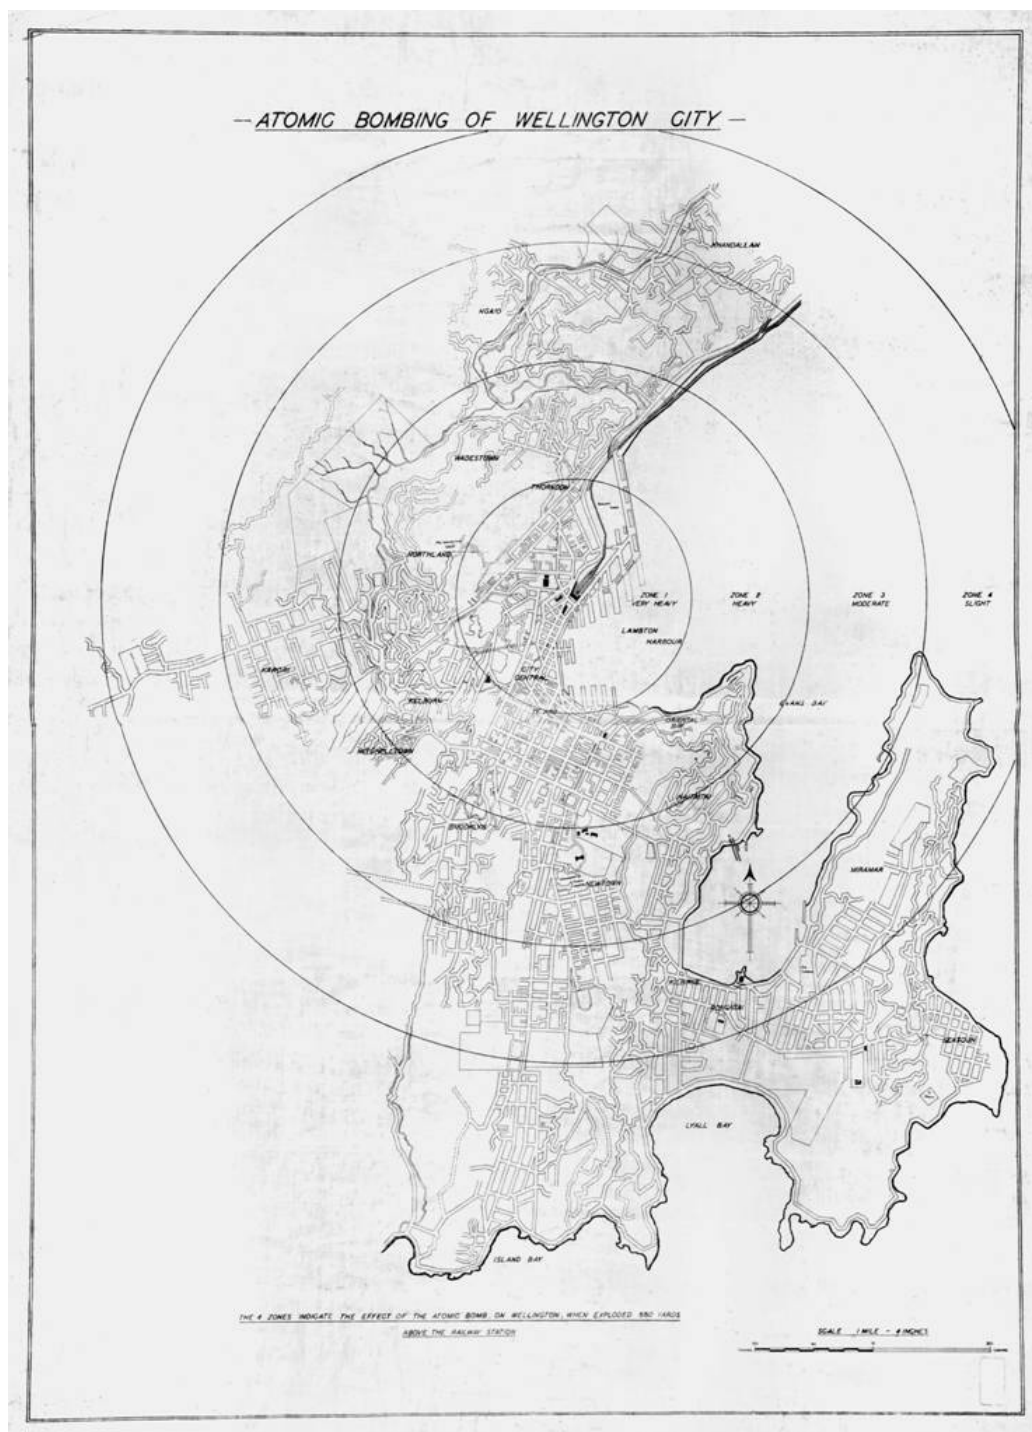 — ATOMIC BOMBING OF WELLINGTON CITY —
KHANDALLAH
NGAIO
WADESTOWN
THORNDON
NORTHLAND
ZONE 1
VERY HEAVY
ZONE 2
HEAVY
ZONE 3
MODERATE
ZONE 4
SLIGHT
LAMBTON
HARBOUR
KARORI
CITY
CENTRAL
KELBURN
EVANS BAY
ORIENTAL
BAY
MITCHELLTOWN
HATAITAI
BROOKLYN
MIRAMAR
NEWTOWN
KILBIRNIE
RONGOTAI
SEATOUN
LYALL BAY
ISLAND BAY
THE 4 ZONES INDICATE THE EFFECT OF THE ATOMIC BOMB ON WELLINGTON, WHEN EXPLODED 550 YARDS
ABOVE THE RAILWAY STATION
SCALE 1 MILE = 4 INCHES